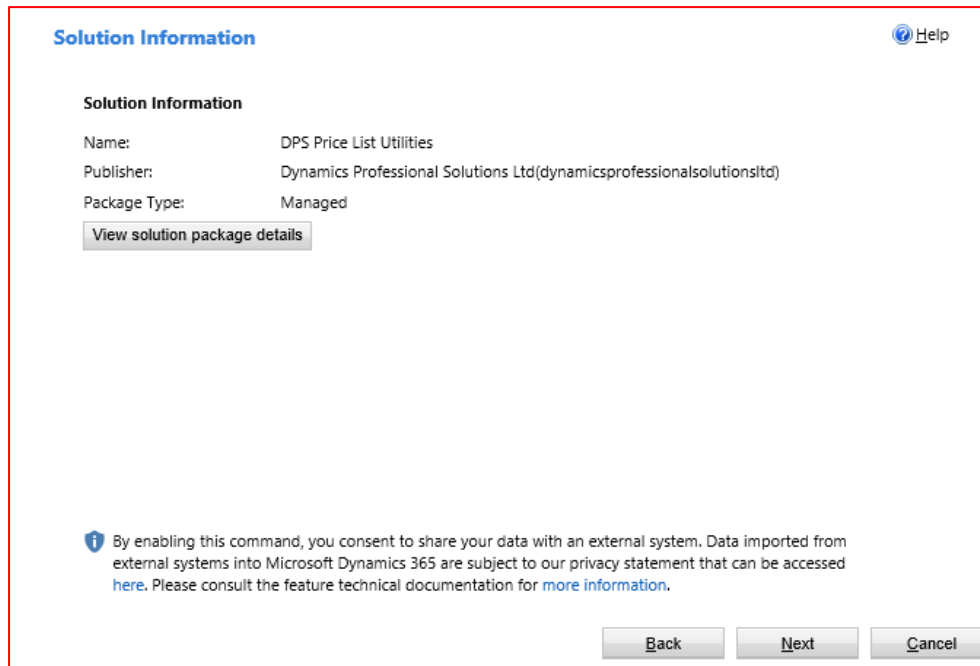 Solution Information
Help
Solution Information
Name: DPS Price List Utilities
Publisher: Dynamics Professional Solutions Ltd(dynamicsprofessionalsolutionsltd)
Package Type: Managed
View solution package details
By enabling this command, you consent to share your data with an external system. Data imported from
external systems into Microsoft Dynamics 365 are subject to our privacy statement that can be accessed
here. Please consult the feature technical documentation for more information.
Back Next Cancel